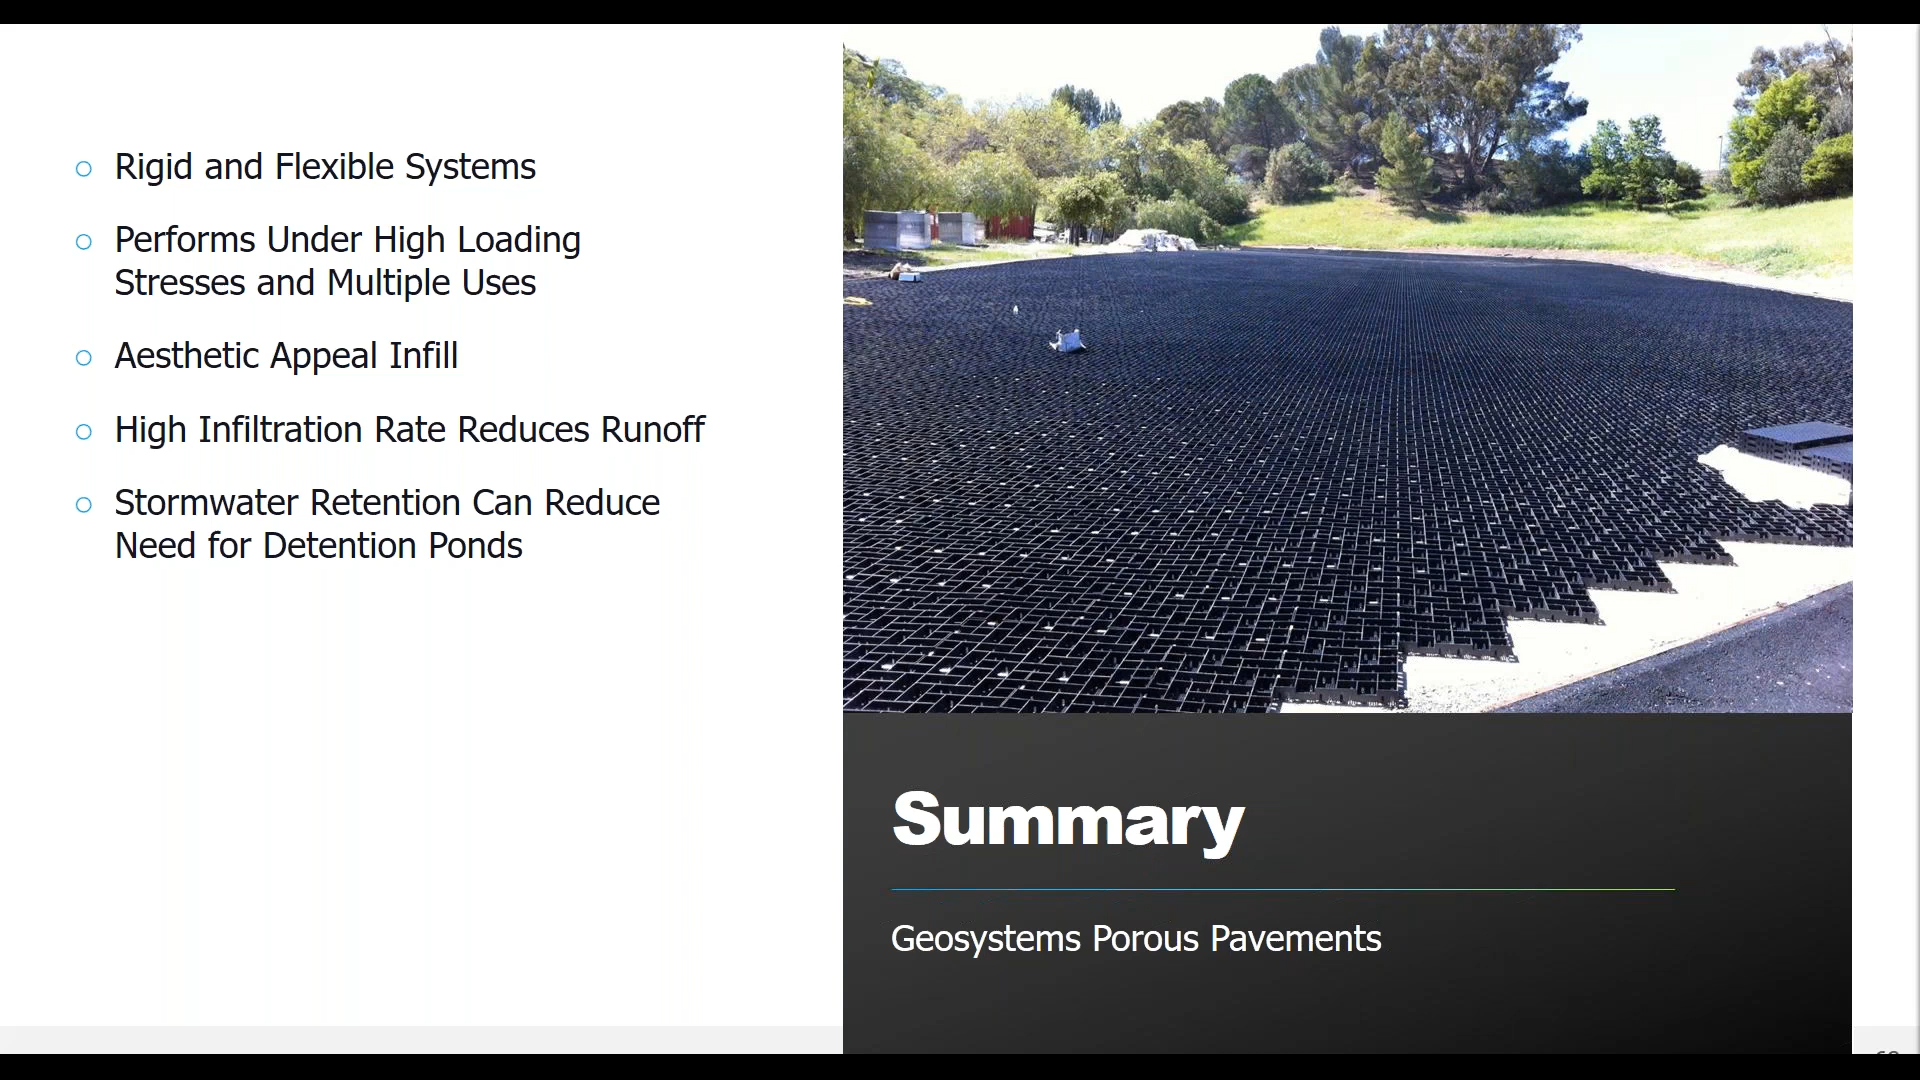 Rigid and Flexible Systems
Performs Under High Loading
Stresses and Multiple Uses
Aesthetic Appeal Infill
High Infiltration Rate Reduces Runoff
Stormwater Retention Can Reduce
Need for Detention Ponds
Summary
Geosystems Porous Pavements